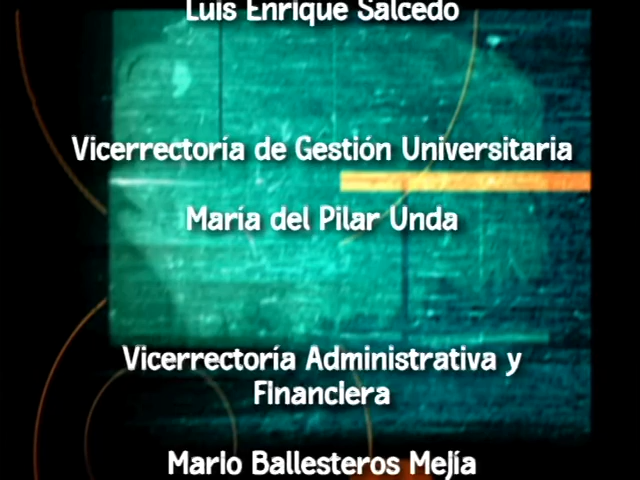 Luis Enrique Salcedo
Vicerrectoría de Gestión Universitaria
María del Pilar Unda
Vicerrectoría Administrativa y
Financiera
Mario Ballesteros Mejía